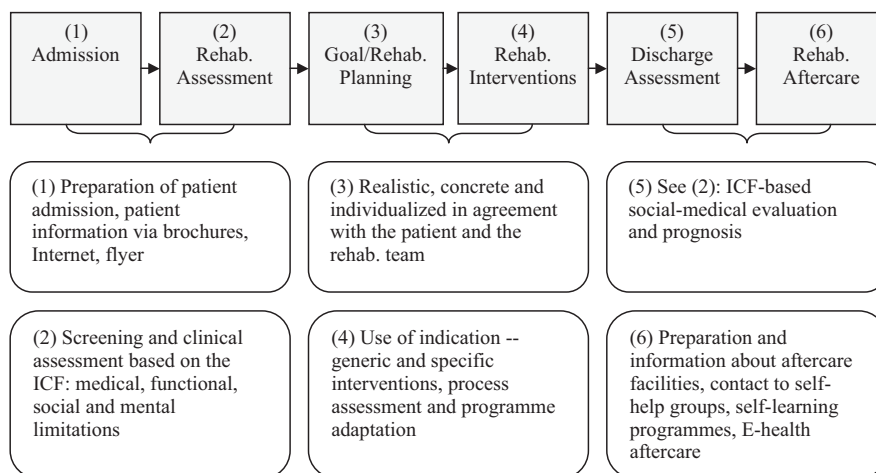 (1)
Admission
(2)
Rehab.
Assessment
(3)
Goal/Rehab.
Planning
(4)
Rehab.
Interventions
(5)
Discharge
Assessment
(6)
Rehab.
Aftercare
(1) Preparation of patient
admission, patient
information via brochures,
Internet, flyer
(3) Realistic, concrete and
individualized in agreement
with the patient and the
rehab. team
(5) See (2): ICF-based
social-medical evaluation
and prognosis
(2) Screening and clinical
assessment based on the
ICF: medical, functional,
social and mental
limitations
(4) Use of indication --
generic and specific
interventions, process
assessment and programme
adaptation
(6) Preparation and
information about aftercare
facilities, contact to self-
help groups, self-learning
programmes, E-health
aftercare